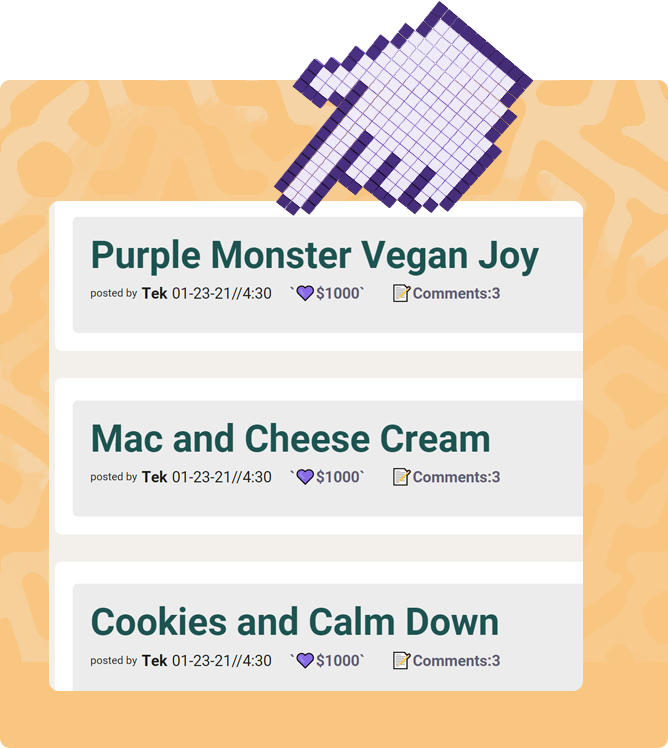 Purple Monster Vegan Joy
posted by Tek 01-23-21//4:30 `💜$1000` 📝Comments:3
Mac and Cheese Cream
posted by Tek 01-23-21//4:30 `💜$1000` 📝Comments:3
Cookies and Calm Down
posted by Tek 01-23-21//4:30 `💜$1000` 📝Comments:3